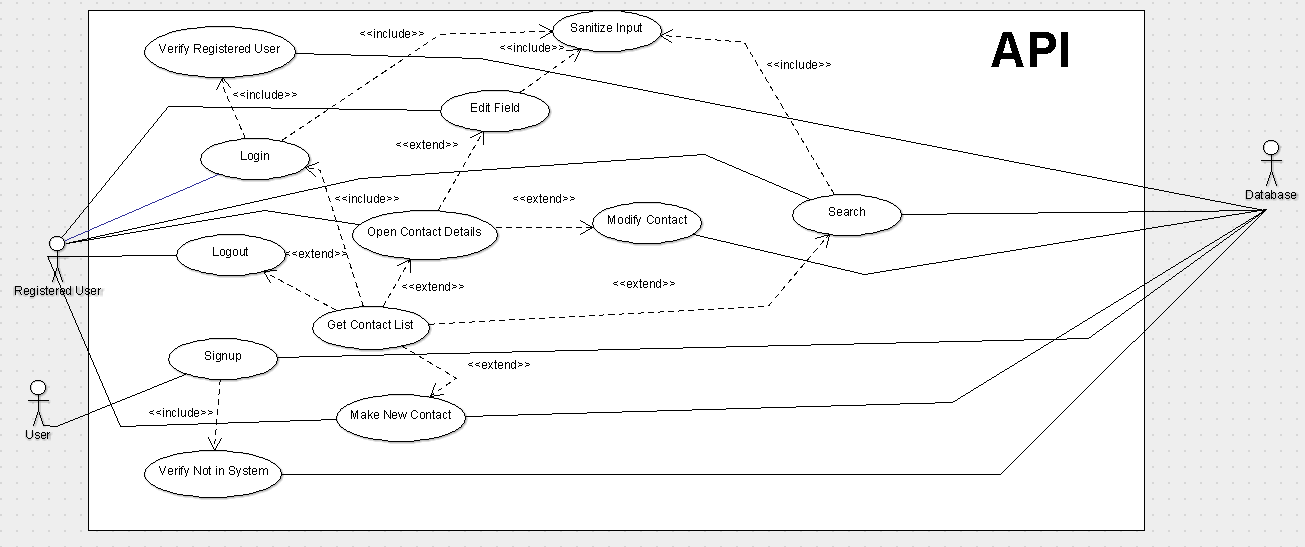 Sanitize Input
<<include>>
Verify Registered User
<<include>>
API
<<include>>
<<include>>
Edit Field
<<extend>>
Login
Database
<<include>>
<<extend>>
Search
Modify Contact
Open Contact Details
Logout
<<extend>>
<<extend>>
<<extend>>
Registered User
Get Contact List
Signup
<<extend>>
<<include>>
Make New Contact
User
Verify Not in System